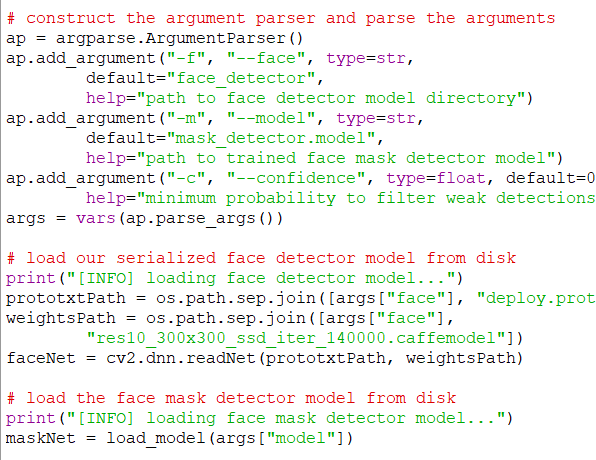 # construct the argument parser and parse the arguments
ap = argparse.ArgumentParser()
ap.add_argument("-f", "--face", type=str,
        default="face_detector",
        help="path to face detector model directory")
ap.add_argument("-m", "--model", type=str,
        default="mask_detector.model",
        help="path to trained face mask detector model")
ap.add_argument("-c", "--confidence", type=float, default=0
        help="minimum probability to filter weak detections
args = vars(ap.parse_args())

# load our serialized face detector model from disk
print("[INFO] loading face detector model...")
prototxtPath = os.path.sep.join([args["face"], "deploy.prot
weightsPath = os.path.sep.join([args["face"],
        "res10_300x300_ssd_iter_140000.caffemodel"])
faceNet = cv2.dnn.readNet(prototxtPath, weightsPath)

# load the face mask detector model from disk
print("[INFO] loading face mask detector model...")
maskNet = load_model(args["model"])